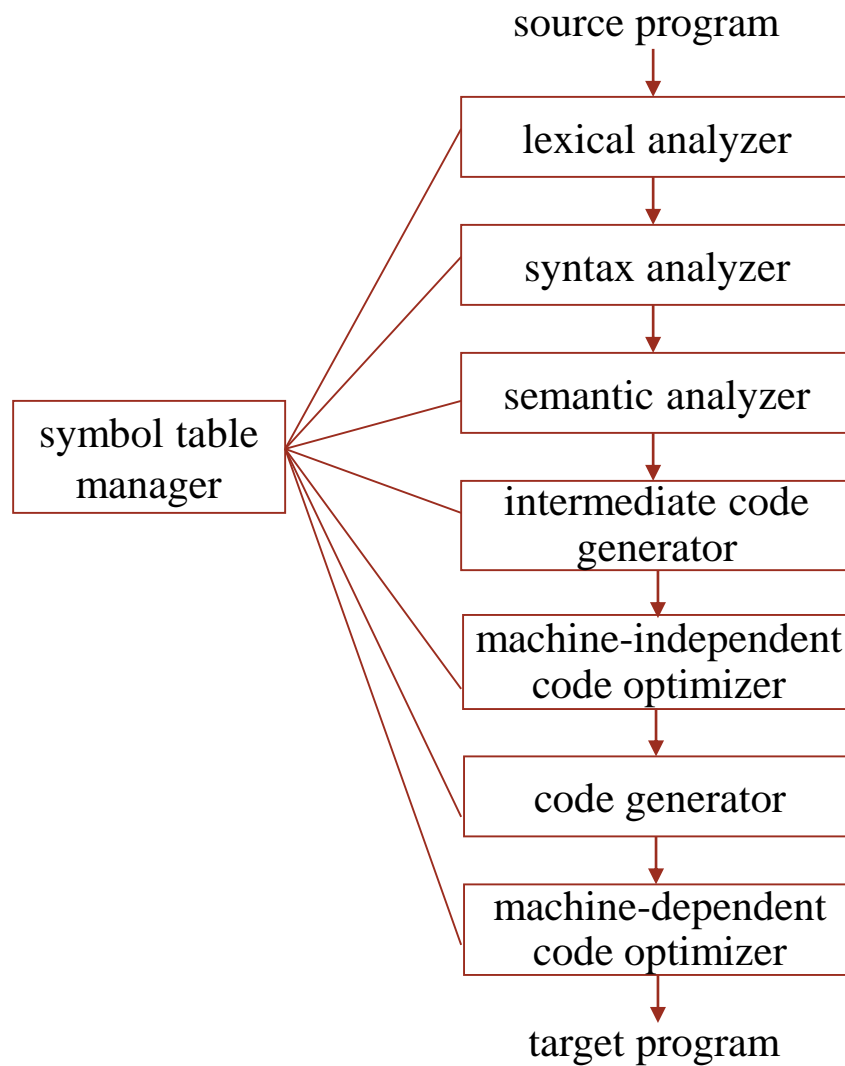 source program
lexical analyzer
syntax analyzer
semantic analyzer
symbol table
manager
intermediate code
generator
machine-independent
code optimizer
code generator
machine-dependent
code optimizer
target program